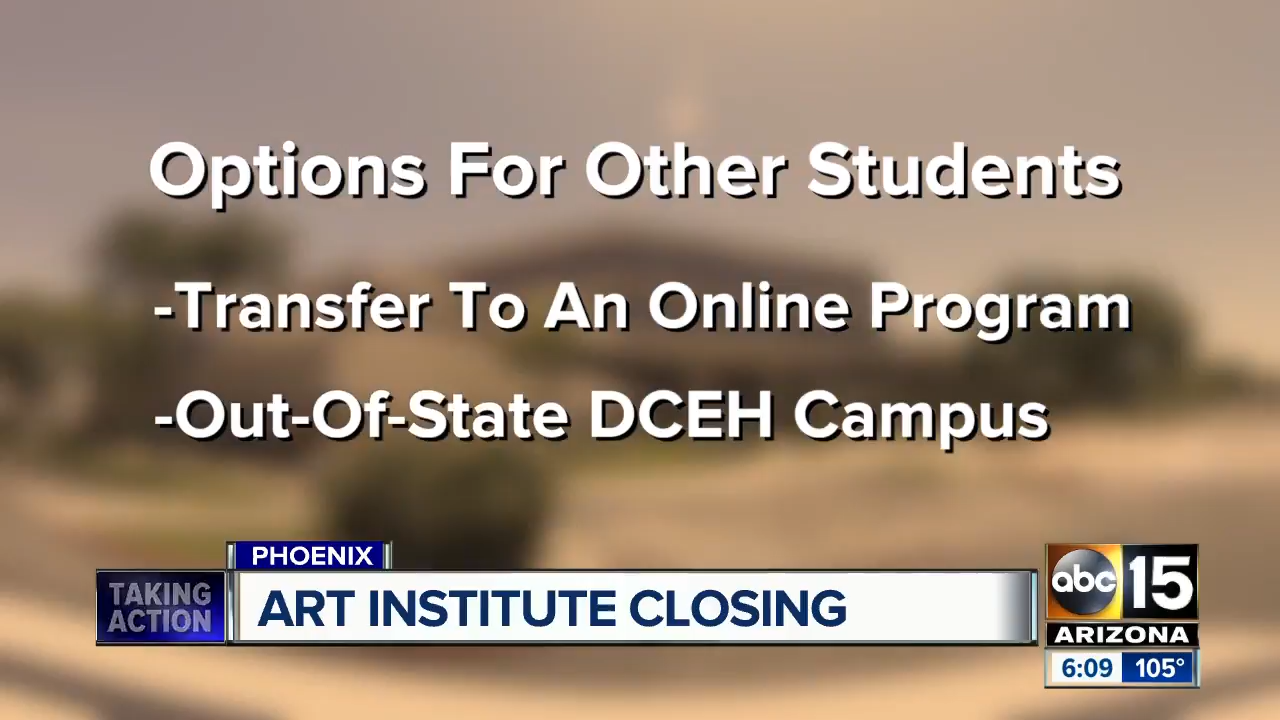 Options For Other Students
-Transfer To An Online Program
-Out-Of-State DCEH Campus
PHOENIX
TAKING
ACTION
ART INSTITUTE CLOSING
abc 15
ARIZONA
6:09 105°